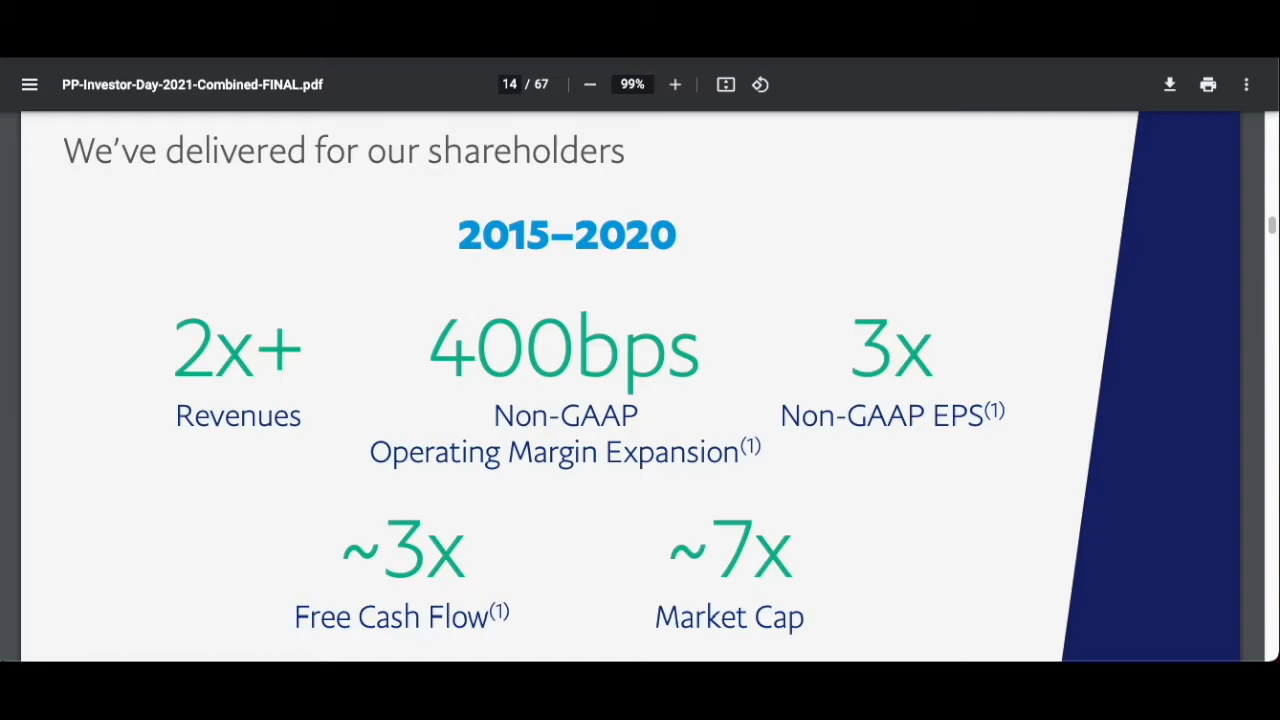 PP-Investor-Day-2021-Combined-FINAL.pdf
14 / 67
99%
We've delivered for our shareholders
2015–2020
2x+
Revenues
400bps
Non-GAAP
Operating Margin Expansion(1)
3x
Non-GAAP EPS(1)
~3x
Free Cash Flow(1)
~7x
Market Cap